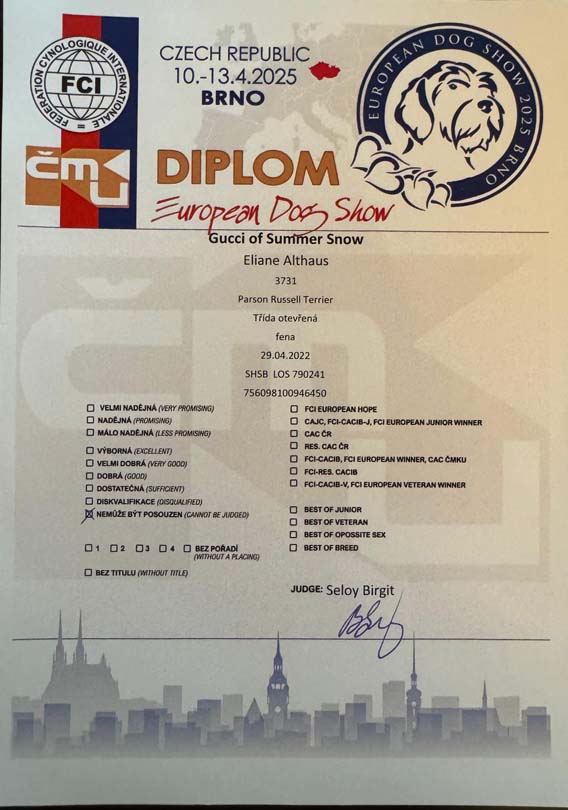 FEDERATION CYNOLOGIQUE INTERNATIONALE
FCI
CZECH REPUBLIC
10.-13.4.2025
BRNO
EUROPEAN DOG SHOW 2025 BRNO
ČMKU
DIPLOM
European Dog Show
Gucci of Summer Snow
Eliane Althaus
3731
Parson Russell Terrier
Třída otevřená
fena
29.04.2022
SHSB LOS 790241
756098100946450
VELMI NADĚJNÁ (VERY PROMISING)
NADĚJNÁ (PROMISING)
MÁLO NADĚJNÁ (LESS PROMISING)
VÝBORNÁ (EXCELLENT)
VELMI DOBRÁ (VERY GOOD)
DOBRÁ (GOOD)
DOSTATEČNÁ (SUFFICIENT)
DISKVALIFIKACE (DISQUALIFIED)
NEMŮŽE BÝT POSOUZEN (CANNOT BE JUDGED)
1 2 3 4 BEZ POŘADÍ
(WITHOUT A PLACING)
BEZ TITULU (WITHOUT TITLE)
FCI EUROPEAN HOPE
CAJC, FCI-CACIB-J, FCI EUROPEAN JUNIOR WINNER
CAC ČR
RES. CAC ČR
FCI-CACIB, FCI EUROPEAN WINNER, CAC ČMKU
FCI-RES. CACIB
FCI-CACIB-V, FCI EUROPEAN VETERAN WINNER
BEST OF JUNIOR
BEST OF VETERAN
BEST OF OPOSSITE SEX
BEST OF BREED
JUDGE: Seloy Birgit